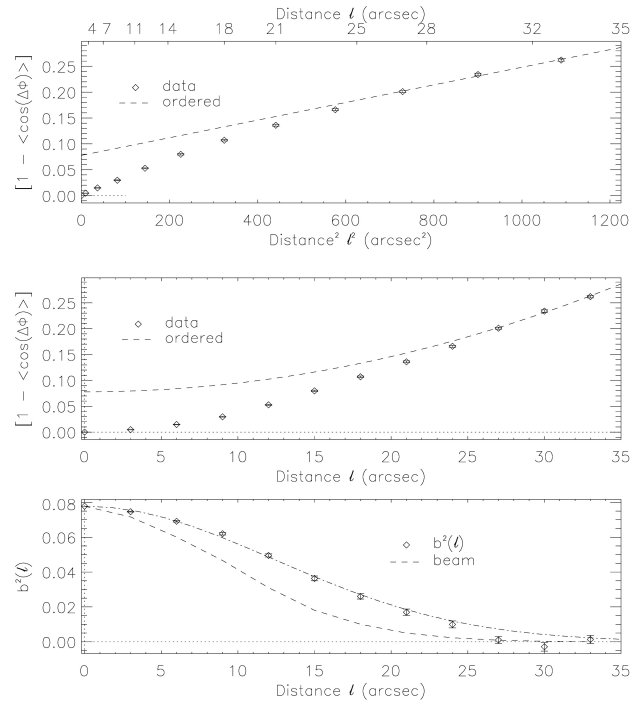 Distance ℓ (arcsec)
4 7 11 14 18 21 25 28 32 35
[1 - <cos(ΔΦ)>]
0.25
0.20
0.15
0.10
0.05
0.00
data
ordered
0 200 400 600 800 1000 1200
Distance² ℓ² (arcsec²)
[1 - <cos(ΔΦ)>]
0.25
0.20
0.15
0.10
0.05
0.00
data
ordered
0 5 10 15 20 25 30 35
Distance ℓ (arcsec)
b²(ℓ)
0.08
0.06
0.04
0.02
0.00
b²(ℓ)
beam
0 5 10 15 20 25 30 35
Distance ℓ (arcsec)